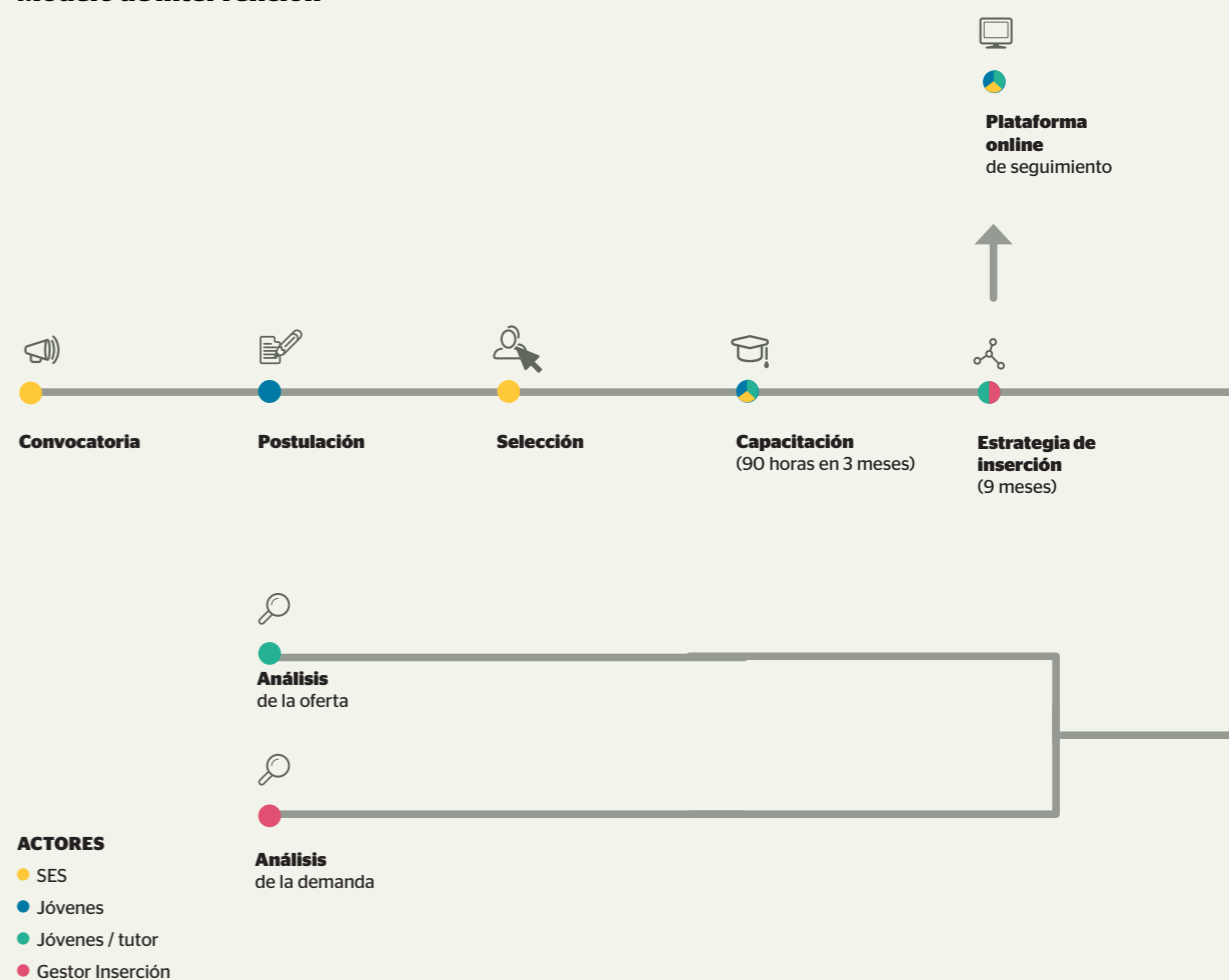 Plataforma
online
de seguimiento
Convocatoria
Postulación
Selección
Capacitación
(90 horas en 3 meses)
Estrategia de
inserción
(9 meses)
Análisis
de la oferta
Análisis
de la demanda
ACTORES
SES
Jóvenes
Jóvenes / tutor
Gestor Inserción